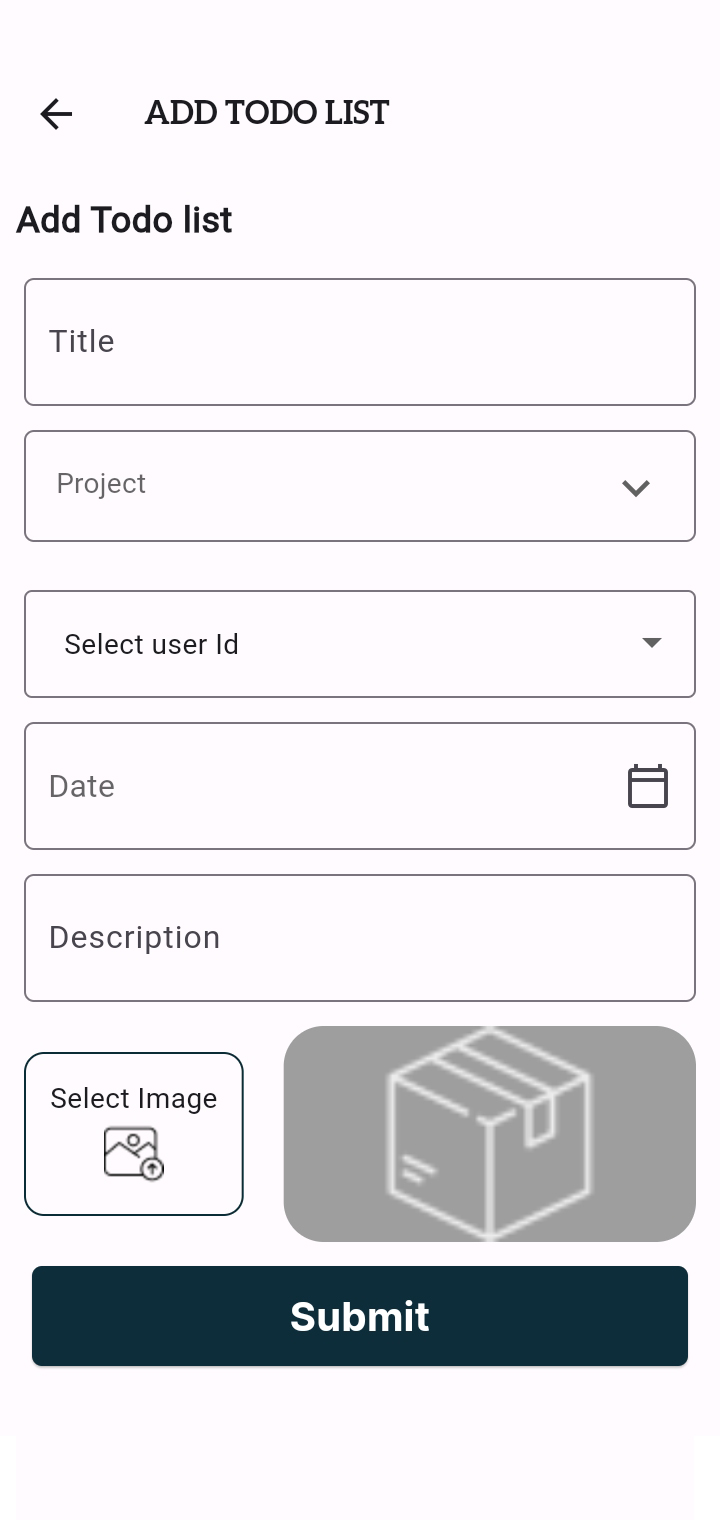 ADD TODO LIST
Add Todo list
Title
Project
Select user Id
Date
Description
Select Image
Submit